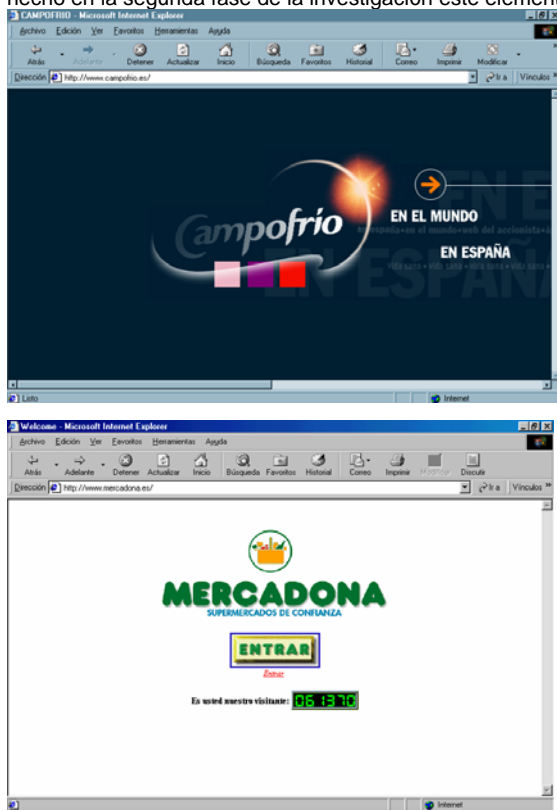 hecho en la segunda fase de la investigación este element
CAMPOFRIO - Microsoft Internet Explorer
Archivo Edición Ver Favoritos Herramientas Ayuda
Atrás Adelante Detener Actualizar Inicio Búsqueda Favoritos Historial Correo Imprimir Modificar
Dirección http://www.campofrio.es/ Ir a Vínculos »
Campofrío
EN EL MUNDO
EN ESPAÑA
Listo Internet
Welcome - Microsoft Internet Explorer
Archivo Edición Ver Favoritos Herramientas Ayuda
Atrás Adelante Detener Actualizar Inicio Búsqueda Favoritos Historial Correo Imprimir Modificar Discutir
Dirección http://www.mercadona.es/ Ir a Vínculos »
MERCADONA
SUPERMERCADOS DE CONFIANZA
ENTRAR
Entrar
Es usted nuestro visitante: 061370
Internet